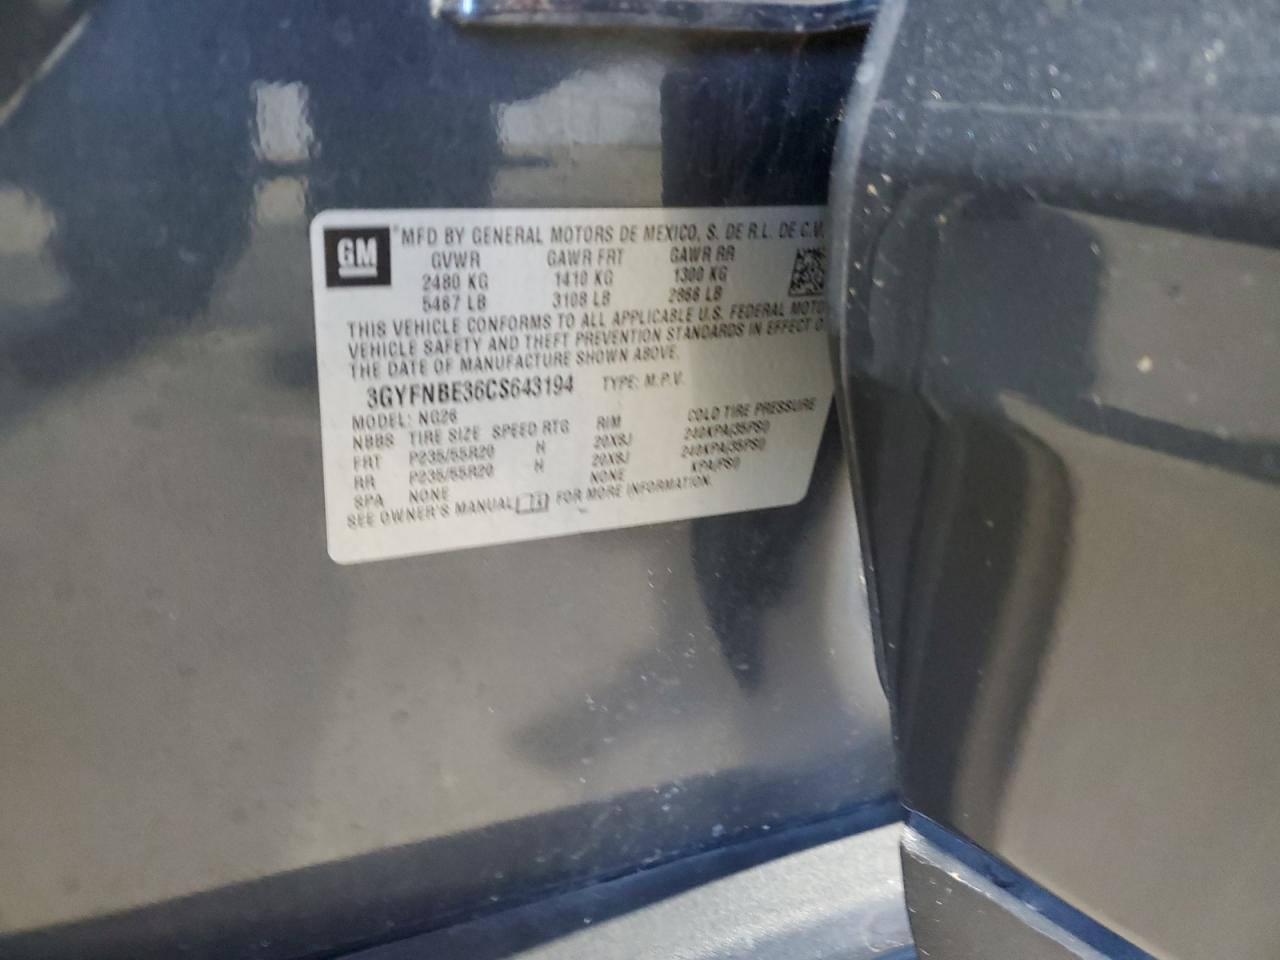 GM
®MFD BY GENERAL MOTORS DE MEXICO, S. DE R.L. DE C.V.
GVWR GAWR FRT GAWR RR
2480 KG 1410 KG 1300 KG
5467 LB 3108 LB 2866 LB
THIS VEHICLE CONFORMS TO ALL APPLICABLE U.S. FEDERAL MOTO
VEHICLE SAFETY AND THEFT PREVENTION STANDARDS IN EFFECT O
THE DATE OF MANUFACTURE SHOWN ABOVE.
3GYFNBE36CS643194 TYPE: M.P.V.
MODEL: NG26
NBBS TIRE SIZE SPEED RTG RIM COLD TIRE PRESSURE
FRT P235/55R20 H 20X8J 240KPA(35PSI)
RR P235/55R20 H 20X8J 240KPA(35PSI)
SPA NONE NONE KPA(PSI)
SEE OWNER'S MANUAL FOR MORE INFORMATION.